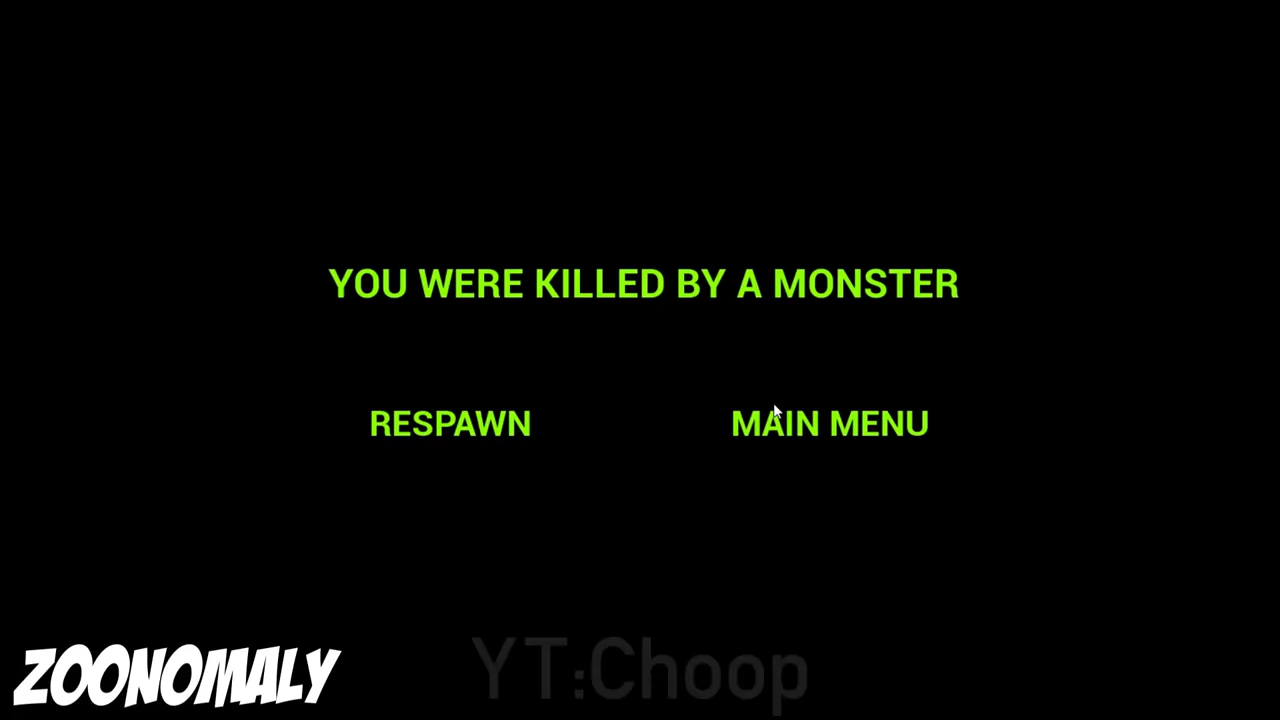 YOU WERE KILLED BY A MONSTER
RESPAWN
MAIN MENU
ZOONOMALY
YT:Choop